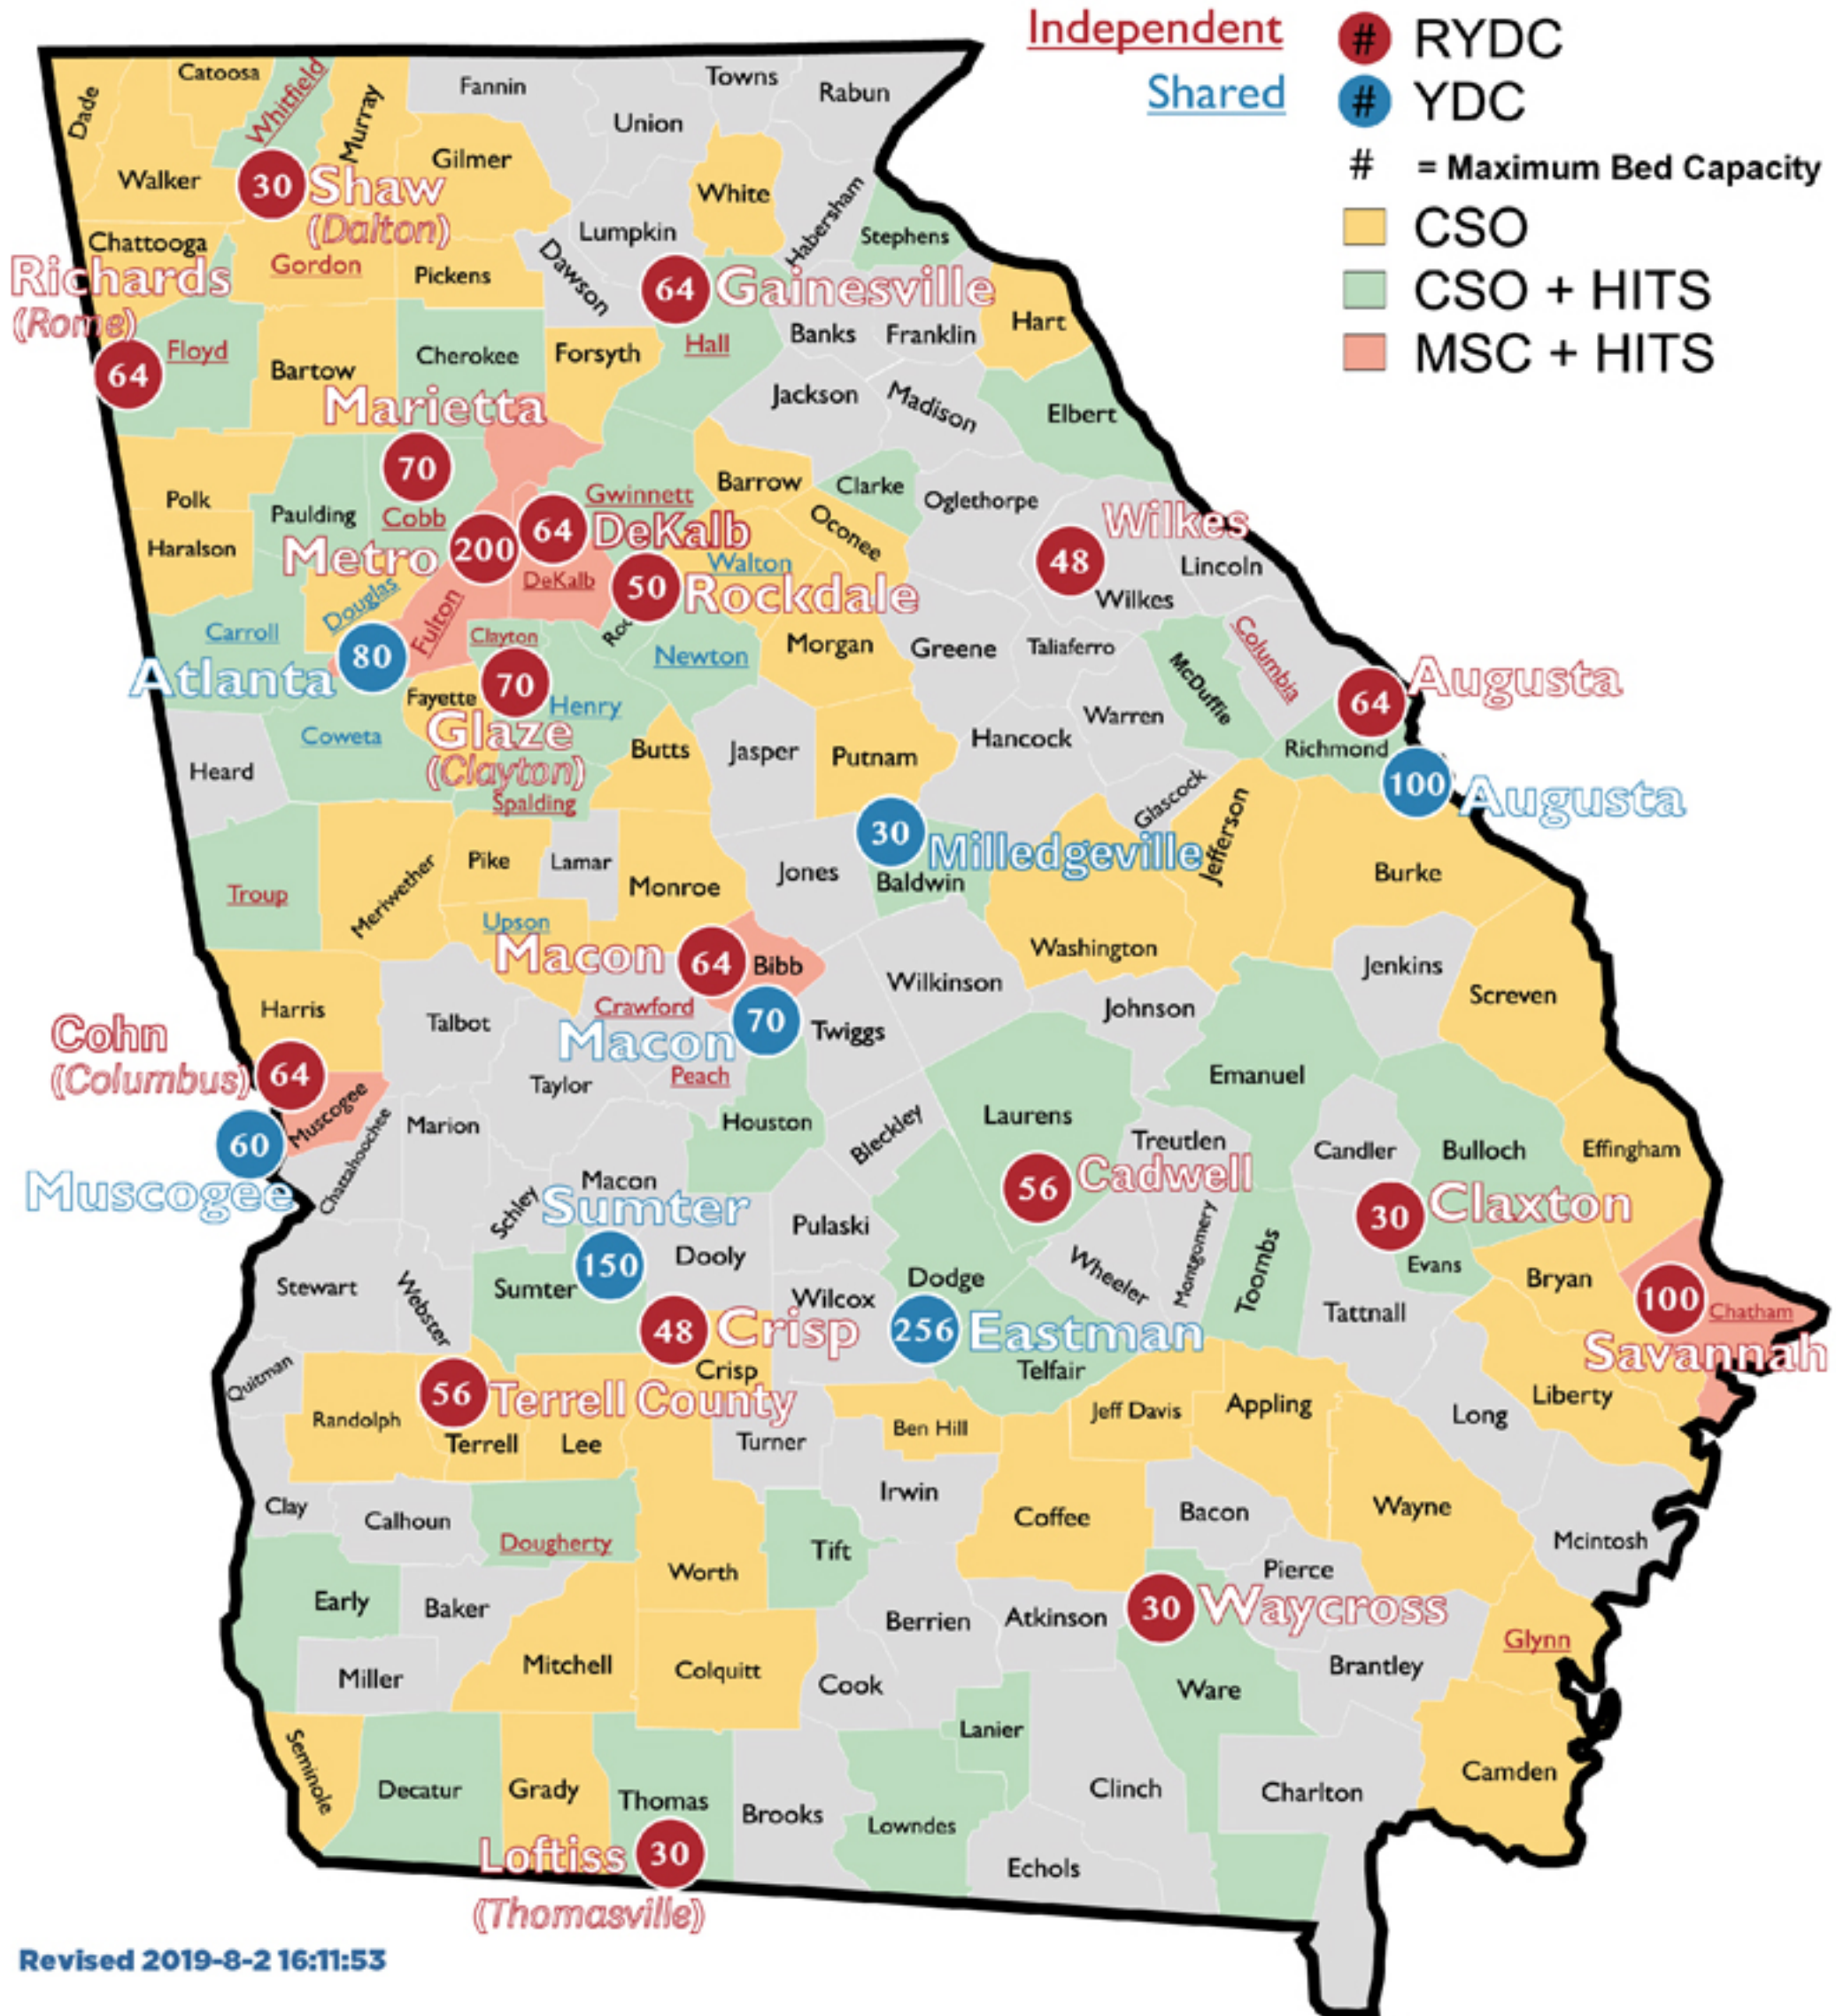 Independent
Shared
# RYDC
# YDC
# = Maximum Bed Capacity
CSO
CSO + HITS
MSC + HITS
Dade
Catoosa
Whitfield
Murray
Fannin
Towns
Rabun
Union
Walker
Gilmer
White
30 Shaw
(Dalton)
Lumpkin
Habersham
Stephens
Chattooga
Gordon
Pickens
Dawson
Richards
(Rome)
64
Floyd
64 Gainesville
Hall
Banks
Franklin
Hart
Bartow
Cherokee
Forsyth
Jackson
Madison
Elbert
Marietta
70
Cobb
Polk
Paulding
Haralson
Metro 200
64 DeKalb
DeKalb
Gwinnett
Barrow
Clarke
Oconee
Oglethorpe
Walton
50 Rockdale
Roc
Wilkes
48
Wilkes
Lincoln
Douglas
Fulton
Carroll
Atlanta 80
Clayton
70
Glaze
(Clayton)
Fayette
Henry
Newton
Morgan
Greene
Taliaferro
McDuffie
Columbia
64 Augusta
Richmond
100 Augusta
Warren
Hancock
Glascock
Jefferson
Heard
Coweta
Spalding
Butts
Jasper
Putnam
30 Milledgeville
Baldwin
Troup
Meriwether
Pike
Lamar
Monroe
Jones
Upson
Washington
Burke
Macon 64 Bibb
Crawford
Macon 70
Peach
Twiggs
Wilkinson
Johnson
Jenkins
Screven
Harris
Talbot
Taylor
Cohn
(Columbus) 64
Muscogee
60
Muscogee
Chattahoochee
Marion
Schley
Macon
Houston
Bleckley
Laurens
Emanuel
Treutlen
56 Cadwell
Candler
Bulloch
Effingham
30 Claxton
Evans
Sumter
150
Sumter
Dooly
Pulaski
Wilcox
Dodge
256 Eastman
Telfair
Wheeler
Montgomery
Toombs
Tattnall
Bryan
100 Chatham
Savannah
Liberty
Long
Stewart
Webster
Quitman
Randolph
48 Crisp
Crisp
56 Terrell County
Terrell
Lee
Turner
Ben Hill
Jeff Davis
Appling
Clay
Calhoun
Dougherty
Worth
Tift
Irwin
Coffee
Bacon
Wayne
Mcintosh
Pierce
Early
Baker
Berrien
Atkinson
30 Waycross
Glynn
Brantley
Miller
Mitchell
Colquitt
Cook
Ware
Lanier
Seminole
Decatur
Grady
Thomas
Brooks
Lowndes
Clinch
Charlton
Camden
Echols
Loftiss 30
(Thomasville)
Revised 2019-8-2 16:11:53